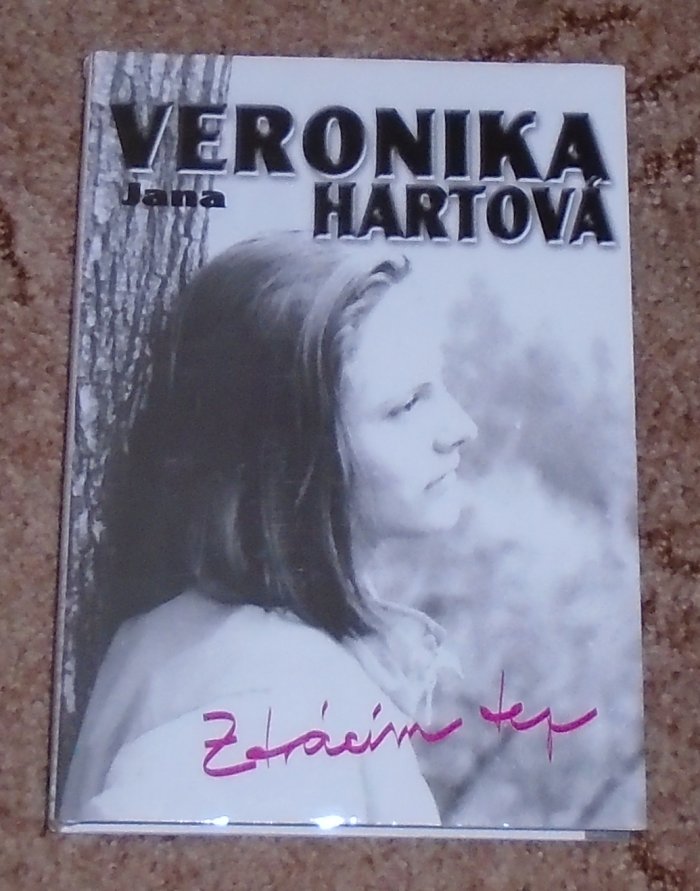 VERONIKA
Jana HARTOVÁ
Ztrácím tep